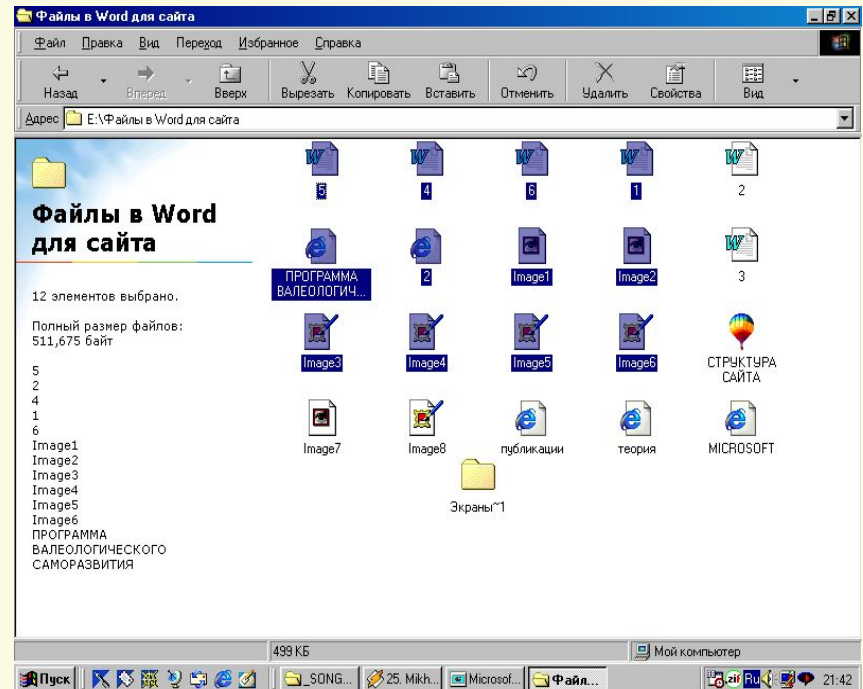 Файлы в Word для сайта
Файл Правка Вид Переход Избранное Справка
Назад Вперед Вверх Вырезать Копировать Вставить Отменить Удалить Свойства Вид
Адрес E:\Файлы в Word для сайта
Файлы в Word
для сайта
12 элементов выбрано.
Полный размер файлов:
511,675 байт
5
2
4
1
6
Image1
Image2
Image3
Image4
Image5
Image6
ПРОГРАММА
ВАЛЕОЛОГИЧЕСКОГО
САМОРАЗВИТИЯ
5 4 6 1 2
ПРОГРАММА
ВАЛЕОЛОГИЧ...
2 Image1 Image2 3
Image3 Image4 Image5 Image6
СТРУКТУРА
САЙТА
Image7 Image8 публикации теория MICROSOFT
Экраны~1
499 КБ Мой компьютер
Пуск _SONG... 25. Mikh... Microsof... Файл... zif Ru 21:42